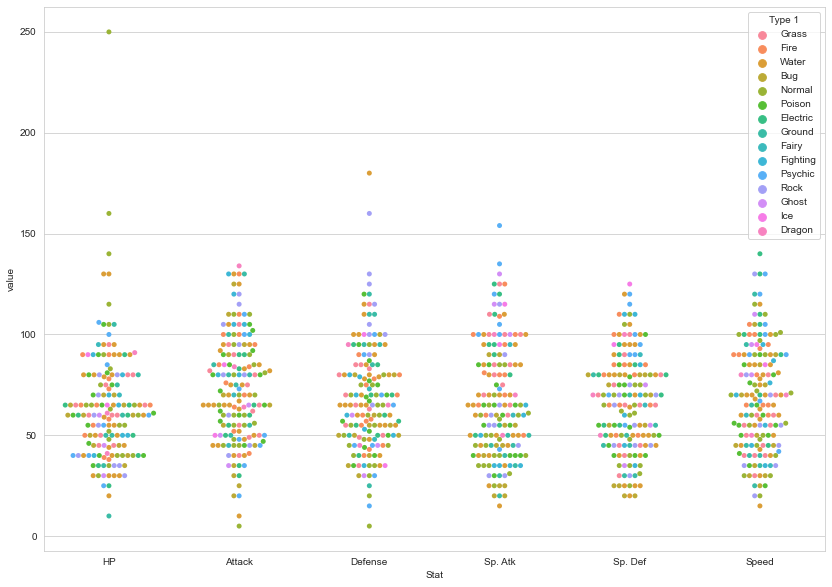 250
200
150
100
50
0
value
HP
Attack
Defense
Sp. Atk
Sp. Def
Speed
Stat
Type 1
Grass
Fire
Water
Bug
Normal
Poison
Electric
Ground
Fairy
Fighting
Psychic
Rock
Ghost
Ice
Dragon